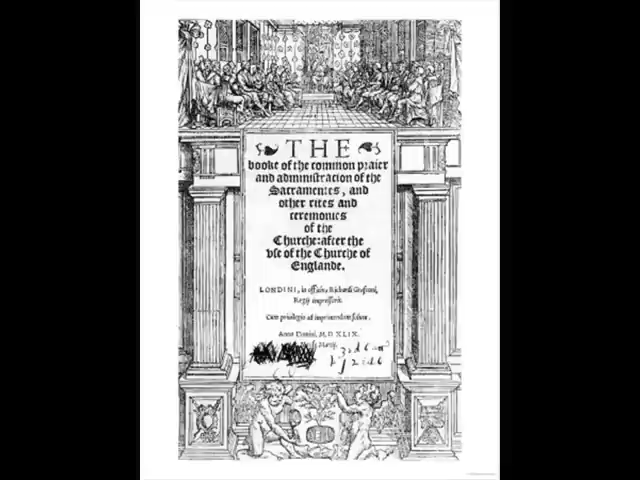 THE
booke of the common praier
and administracion of the
Sacramentes, and
other rites and
ceremonies
of the
Churche: after the
vse of the Churche of
Englande.
LONDINI, in officina Richardi Graftoni,
Regij impressoris.
Cum priuilegio ad imprimendum solum.
Anno Domini, M.D.XLIX.
Martij.